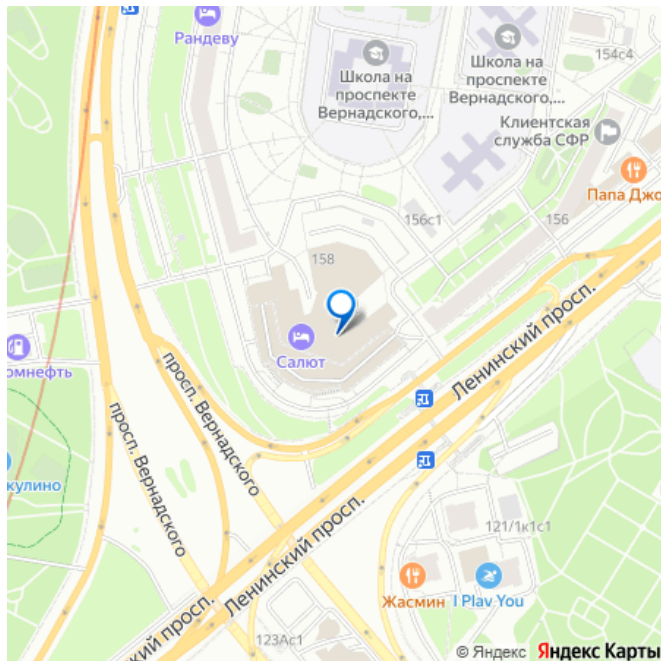 Рандеву
154с4
Школа на
проспекте
Вернадского,...
Школа на
проспекте
Вернадского,...
Клиентская
служба СФР
Папа Джо
156с1
156
158
Салют
Ленинский просп.
омнефть
просп. Вернадского
просп. Вернадского
кулино
Ленинский просп.
нский просп.
121/1к1с1
Жасмин
I Play You
123Ас1
© Яндекс Яндекс Карты